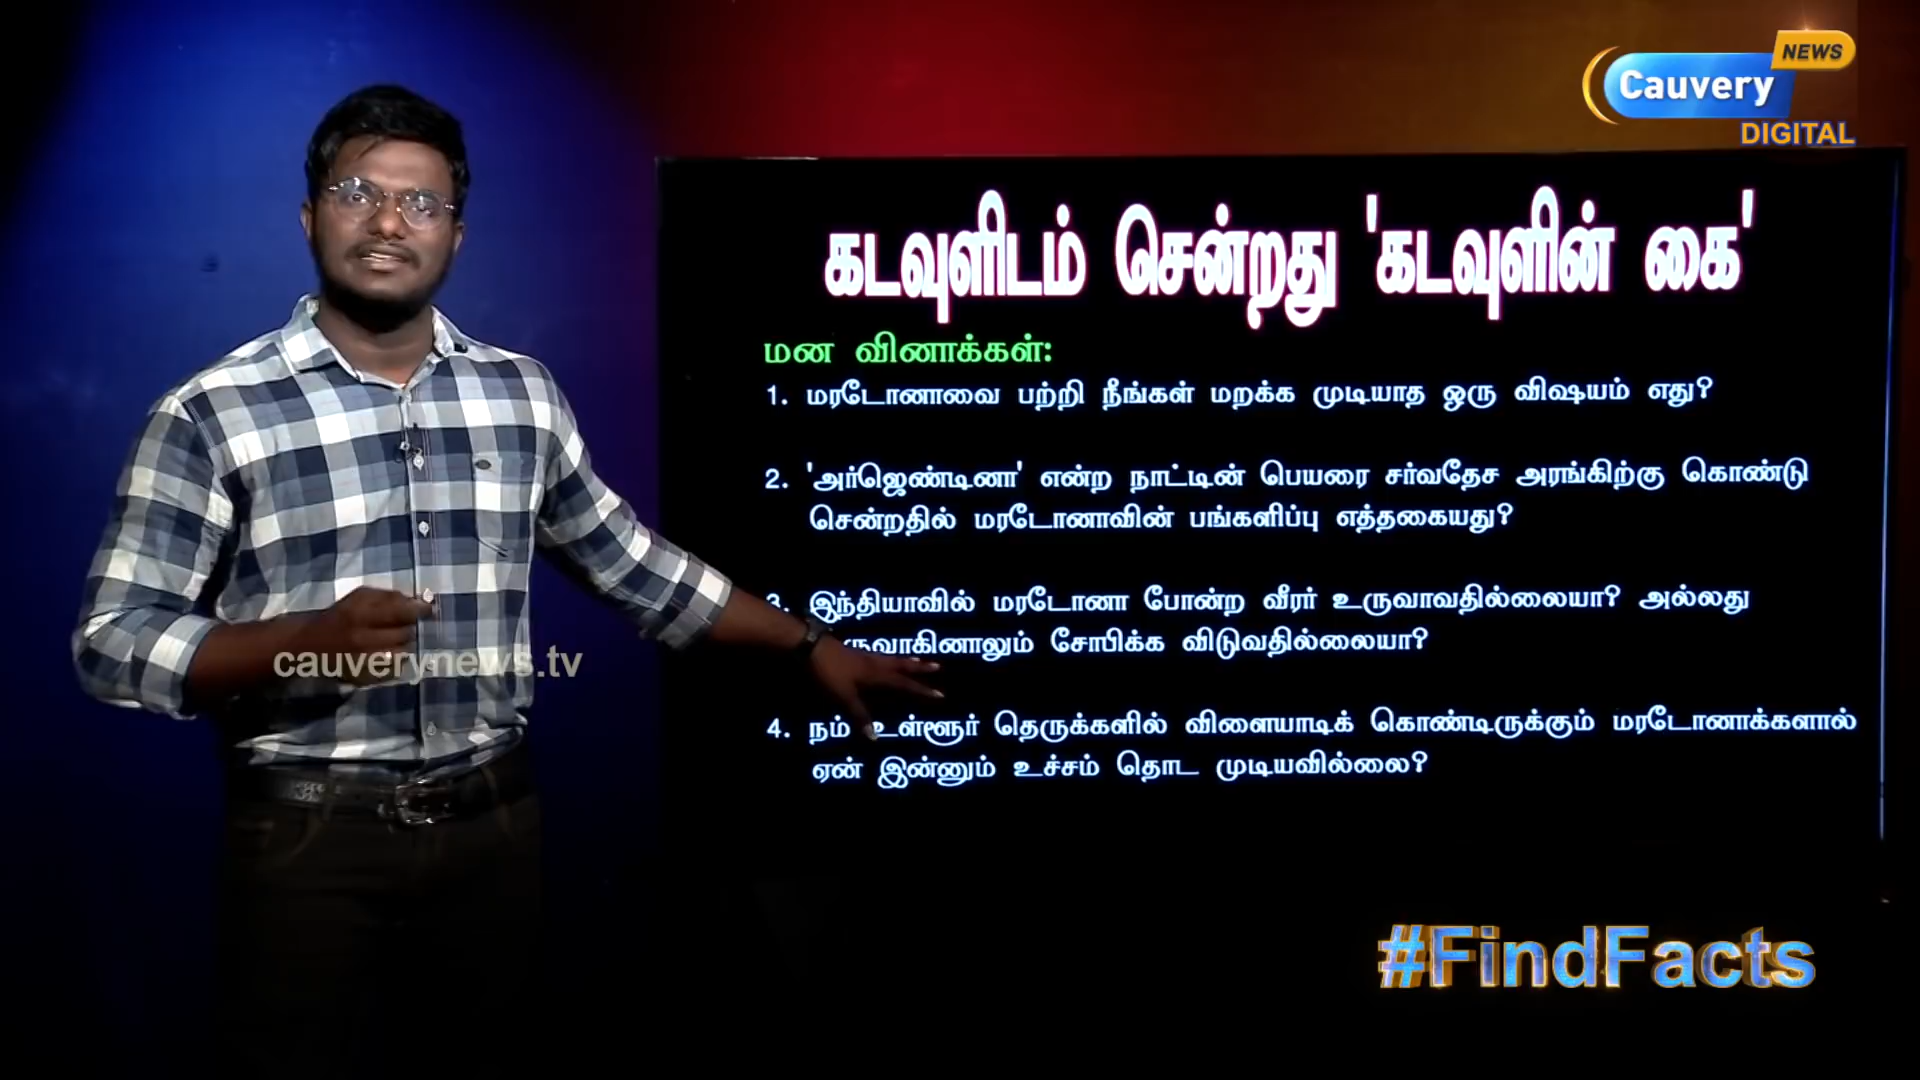 Cauvery NEWS
DIGITAL
கடவுளிடம் சென்றது 'கடவுளின் கை'
மன வினாக்கள்:
1. மரடோனாவை பற்றி நீங்கள் மறக்க முடியாத ஒரு விஷயம் எது?
2. 'அர்ஜெண்டினா' என்ற நாட்டின் பெயரை சர்வதேச அரங்கிற்கு கொண்டு
சென்றதில் மரடோனாவின் பங்களிப்பு எத்தகையது?
3. இந்தியாவில் மரடோனா போன்ற வீரர் உருவாவதில்லையா? அல்லது
சோபிக்க விடுவதில்லையா?
4. நம் உள்ளூர் தெருக்களில் விளையாடிக் கொண்டிருக்கும் மரடோனாக்களால்
ஏன் இன்னும் உச்சம் தொட முடியவில்லை?
cauverynews.tv
#FindFacts